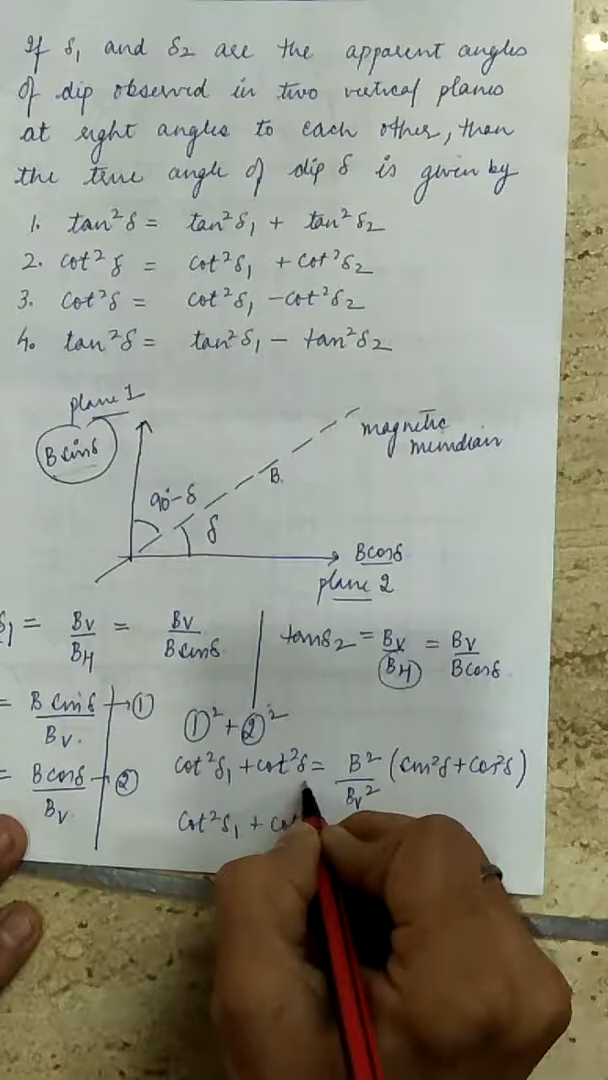 If δ1 and δ2 are the apparent angles
of dip observed in two vertical planes
at right angles to each other, then
the true angle of dip δ is given by
1. tan²δ = tan²δ1 + tan²δ2
2. cot²δ = cot²δ1 + cot²δ2
3. cot²δ = cot²δ1 - cot²δ2
4. tan²δ = tan²δ1 - tan²δ2
plane 1
B sinδ
magnetic
meridian
B.
90°-δ
δ
B cosδ
plane 2
δ1 = BV/BH = BV/B sinδ
tanδ2 = BV/BH = BV/B cosδ
= B sinδ/BV. → ①
= B cosδ/BV → ②
①² + ②²
cot²δ1 + cot²δ = B²/BV² (sin²δ + cos²δ)
cot²δ1 + cot